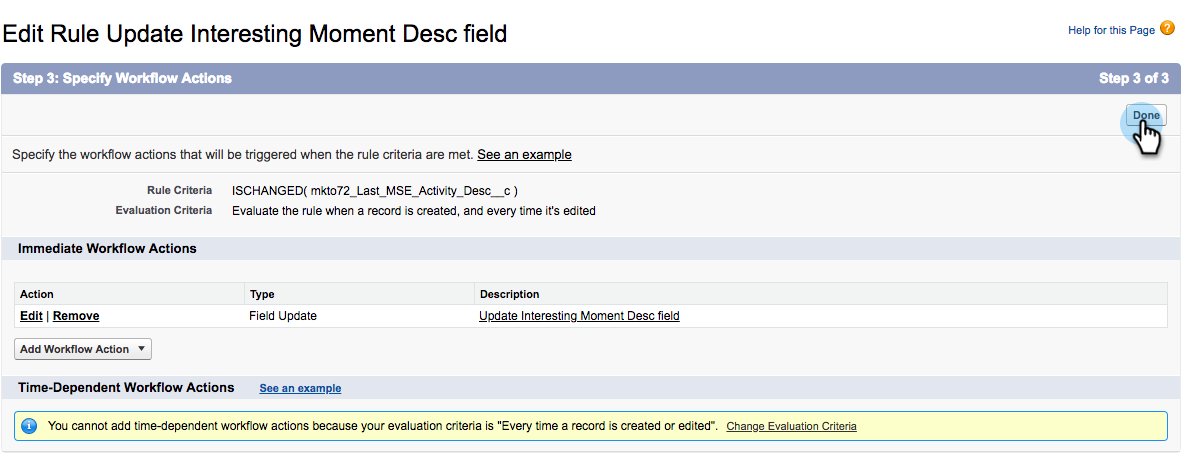 Edit Rule Update Interesting Moment Desc field
Help for this Page ?
Step 3: Specify Workflow Actions Step 3 of 3
Done
Specify the workflow actions that will be triggered when the rule criteria are met. See an example
Rule Criteria ISCHANGED( mkto72_Last_MSE_Activity_Desc__c )
Evaluation Criteria Evaluate the rule when a record is created, and every time it's edited
Immediate Workflow Actions
Action Type Description
Edit | Remove Field Update Update Interesting Moment Desc field
Add Workflow Action
Time-Dependent Workflow Actions See an example
i You cannot add time-dependent workflow actions because your evaluation criteria is "Every time a record is created or edited". Change Evaluation Criteria